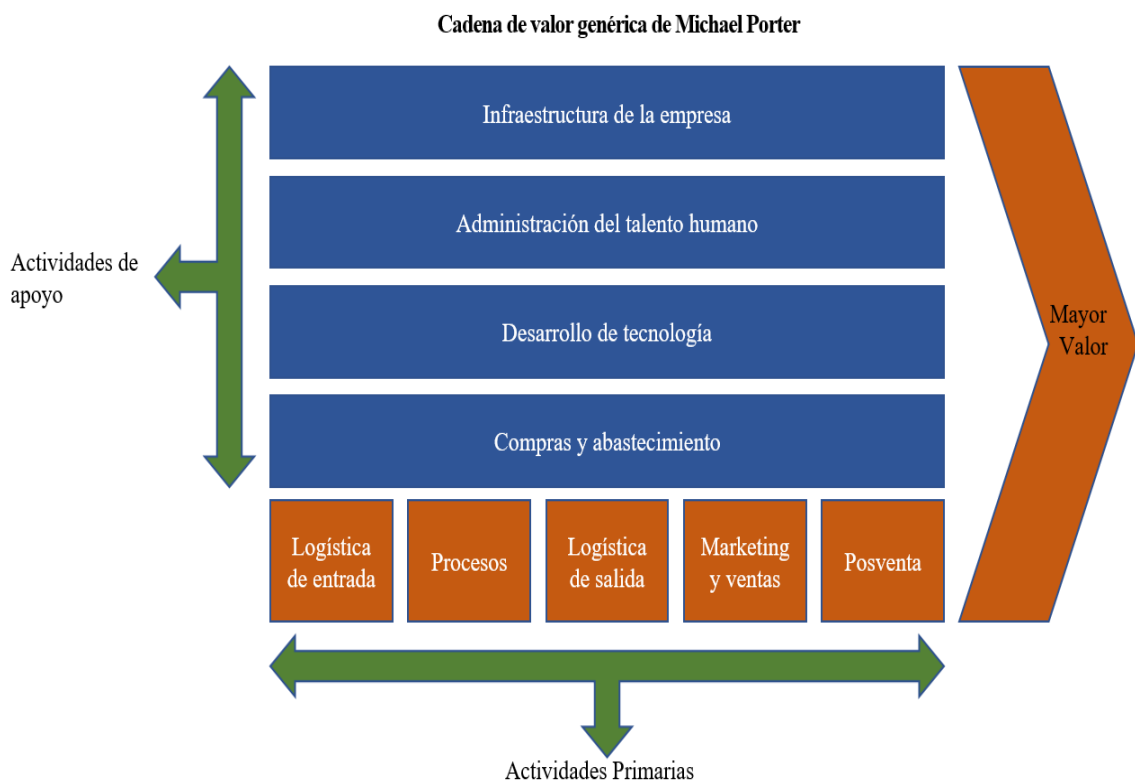 Cadena de valor genérica de Michael Porter
Infraestructura de la empresa
Administración del talento humano
Actividades de
apoyo
Desarrollo de tecnología
Mayor
Valor
Compras y abastecimiento
Logística
de entrada
Procesos
Logística
de salida
Marketing
y ventas
Posventa
Actividades Primarias